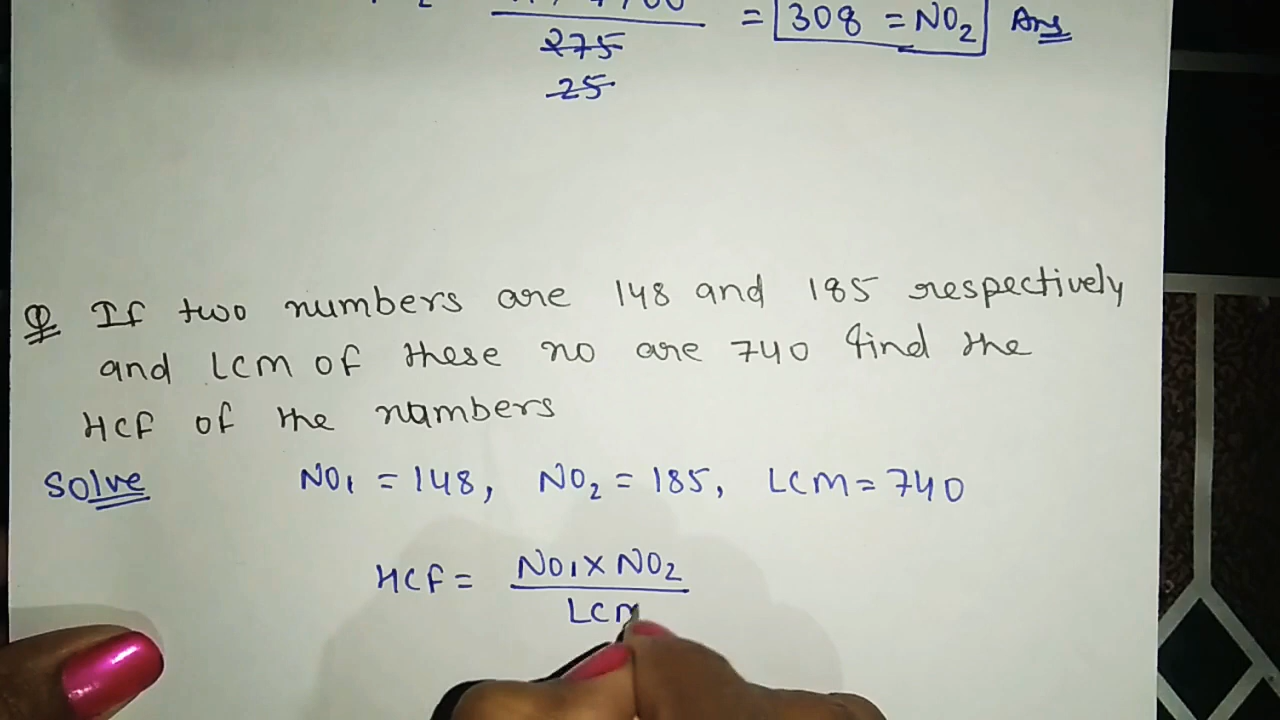 = 308 = NO2 Ans
275
25
Q If two numbers are 148 and 185 respectively
and LCM of these no are 740 find the
HCF of the numbers
Solve NO1 = 148, NO2 = 185, LCM = 740
HCF = NO1 x NO2
LCM